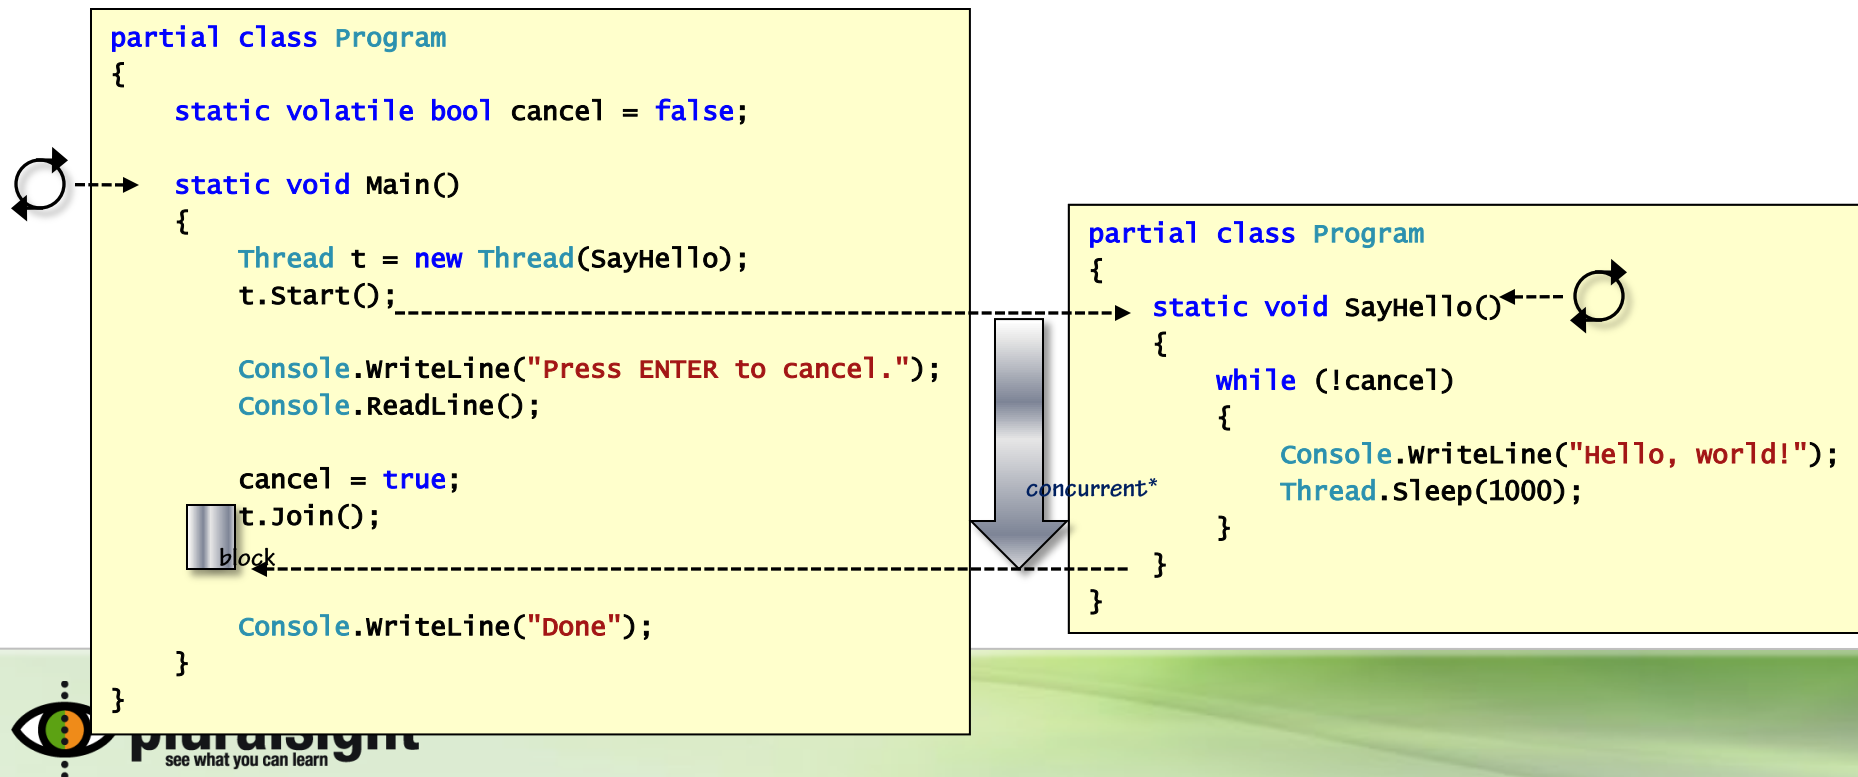 partial class Program
{
    static volatile bool cancel = false;

    static void Main()
    {
        Thread t = new Thread(SayHello);
        t.Start();

        Console.WriteLine("Press ENTER to cancel.");
        Console.ReadLine();

        cancel = true;
        t.Join();
block

        Console.WriteLine("Done");
    }
}
concurrent*
partial class Program
{
    static void SayHello()
    {
        while (!cancel)
        {
            Console.WriteLine("Hello, world!");
            Thread.Sleep(1000);
        }
    }
}
pluralsight
see what you can learn